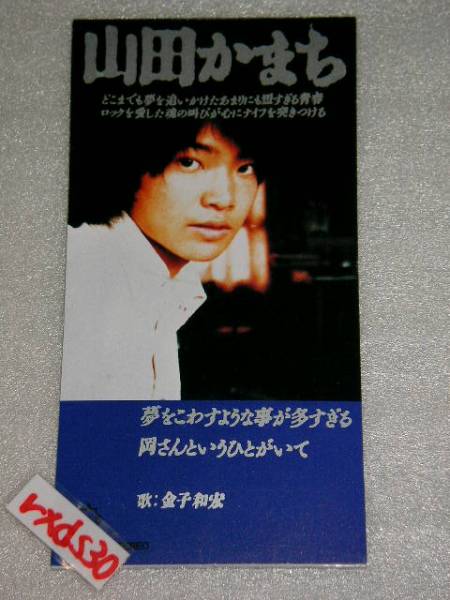 山田かまち
どこまでも夢を追いかけたあまりにも短すぎる青春
ロックを愛した魂の叫びが心にナイフを突きつける
夢をこわすような事が多すぎる
岡さんというひとがいて
歌:金子和宏
rxds30